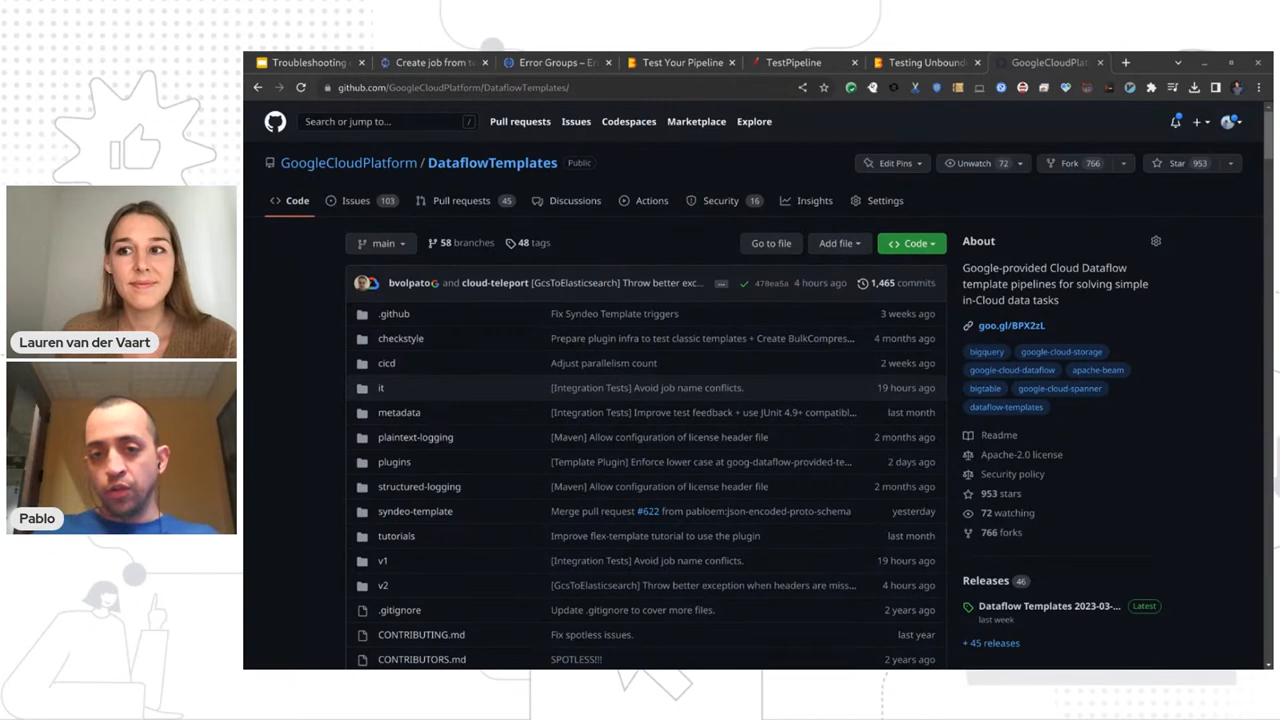 Troubleshooting
Create job from te
Error Groups – Er
Test Your Pipeline
TestPipeline
Testing Unbound
GoogleCloudPlat
github.com/GoogleCloudPlatform/DataflowTemplates/
Search or jump to...
/
Pull requests
Issues
Codespaces
Marketplace
Explore
GoogleCloudPlatform / DataflowTemplates
Public
Edit Pins
Unwatch 72
Fork 766
Star 953
Code
Issues 103
Pull requests 45
Discussions
Actions
Security 16
Insights
Settings
main
58 branches
48 tags
Go to file
Add file
Code
bvolpato and cloud-teleport [GcsToElasticsearch] Throw better exc... ... 478ea5a 4 hours ago 1,465 commits
.github Fix Syndeo Template triggers 3 weeks ago
checkstyle Prepare plugin infra to test classic templates + Create BulkCompres... 4 months ago
cicd Adjust parallelism count 2 weeks ago
it [Integration Tests] Avoid job name conflicts. 19 hours ago
metadata [Integration Tests] Improve test feedback + use JUnit 4.9+ compatibl... last month
plaintext-logging [Maven] Allow configuration of license header file 2 months ago
plugins [Template Plugin] Enforce lower case at goog-dataflow-provided-te... 2 days ago
structured-logging [Maven] Allow configuration of license header file 2 months ago
syndeo-template Merge pull request #622 from pabloem:json-encoded-proto-schema yesterday
tutorials Improve flex-template tutorial to use the plugin last month
v1 [Integration Tests] Avoid job name conflicts. 19 hours ago
v2 [GcsToElasticsearch] Throw better exception when headers are miss... 4 hours ago
.gitignore Update .gitignore to cover more files. 2 years ago
CONTRIBUTING.md Fix spotless issues. last year
CONTRIBUTORS.md SPOTLESS!!! 2 years ago
About
Google-provided Cloud Dataflow
template pipelines for solving simple
in-Cloud data tasks
goo.gl/BPX2zL
bigquery google-cloud-storage
google-cloud-dataflow apache-beam
bigtable google-cloud-spanner
dataflow-templates
Readme
Apache-2.0 license
Security policy
953 stars
72 watching
766 forks
Releases 46
Dataflow Templates 2023-03-... Latest
last week
+ 45 releases
Lauren van der Vaart
Pablo